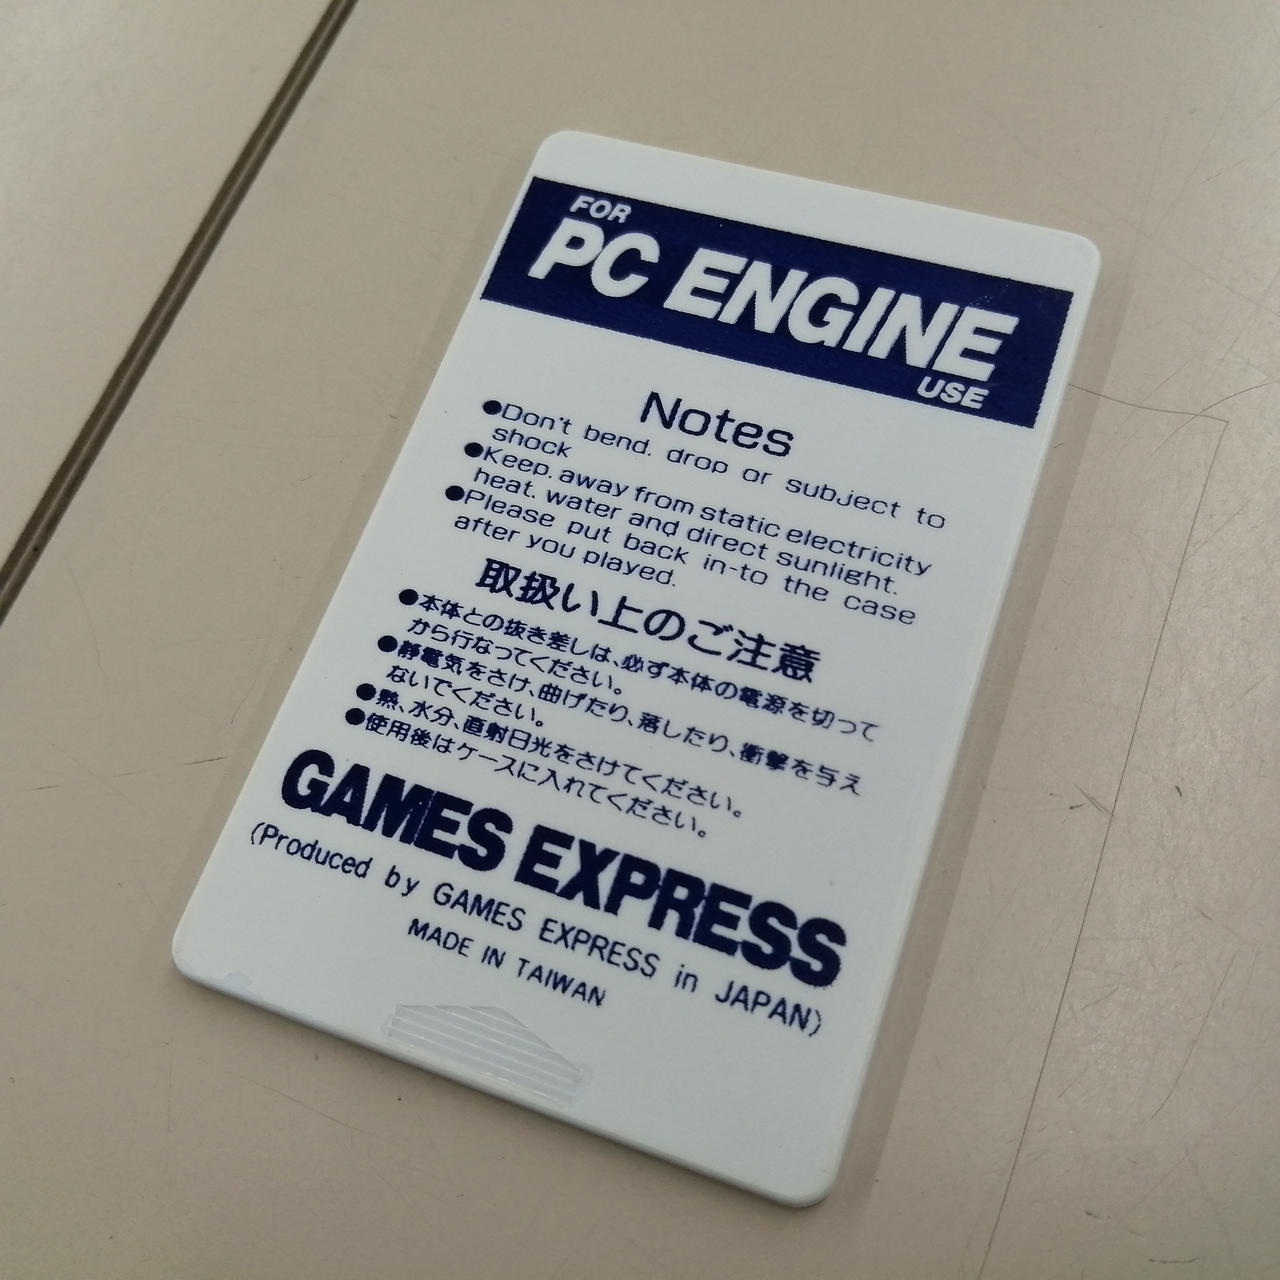 FOR
PC ENGINE
USE
Notes
●Don't bend, drop or subject to
shock
●Keep, away from static electricity
heat, water and direct sunlight.
●Please put back in-to the case
after you played.
取扱い上のご注意
●本体との抜き差しは、必ず本体の電源を切って
から行なってください。
●静電気をさけ、曲げたり、落したり、衝撃を与え
ないでください。
●熱、水分、直射日光をさけてください。
●使用後はケースに入れてください。
GAMES EXPRESS
(Produced by GAMES EXPRESS in JAPAN)
MADE IN TAIWAN